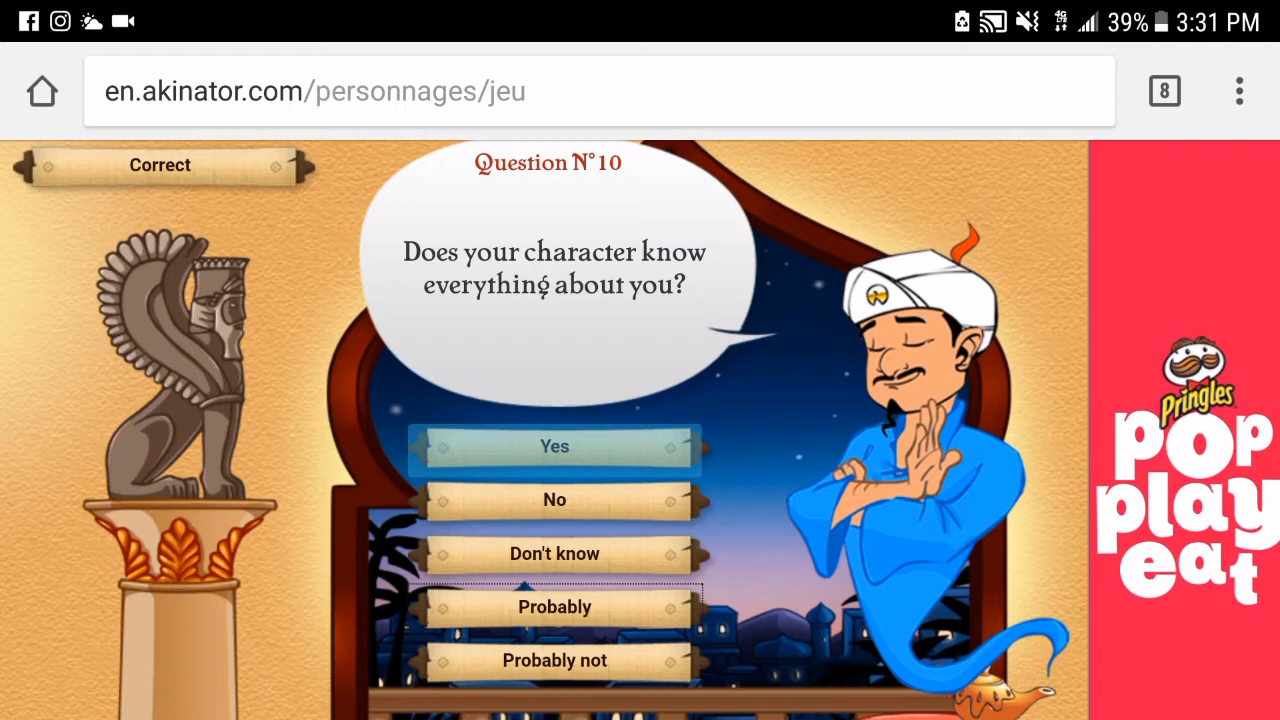 39% 3:31 PM
en.akinator.com/personnages/jeu
8
Correct
Question N°10
Does your character know
everything about you?
Yes
No
Don't know
Probably
Probably not
Pringles
pop
play
eat